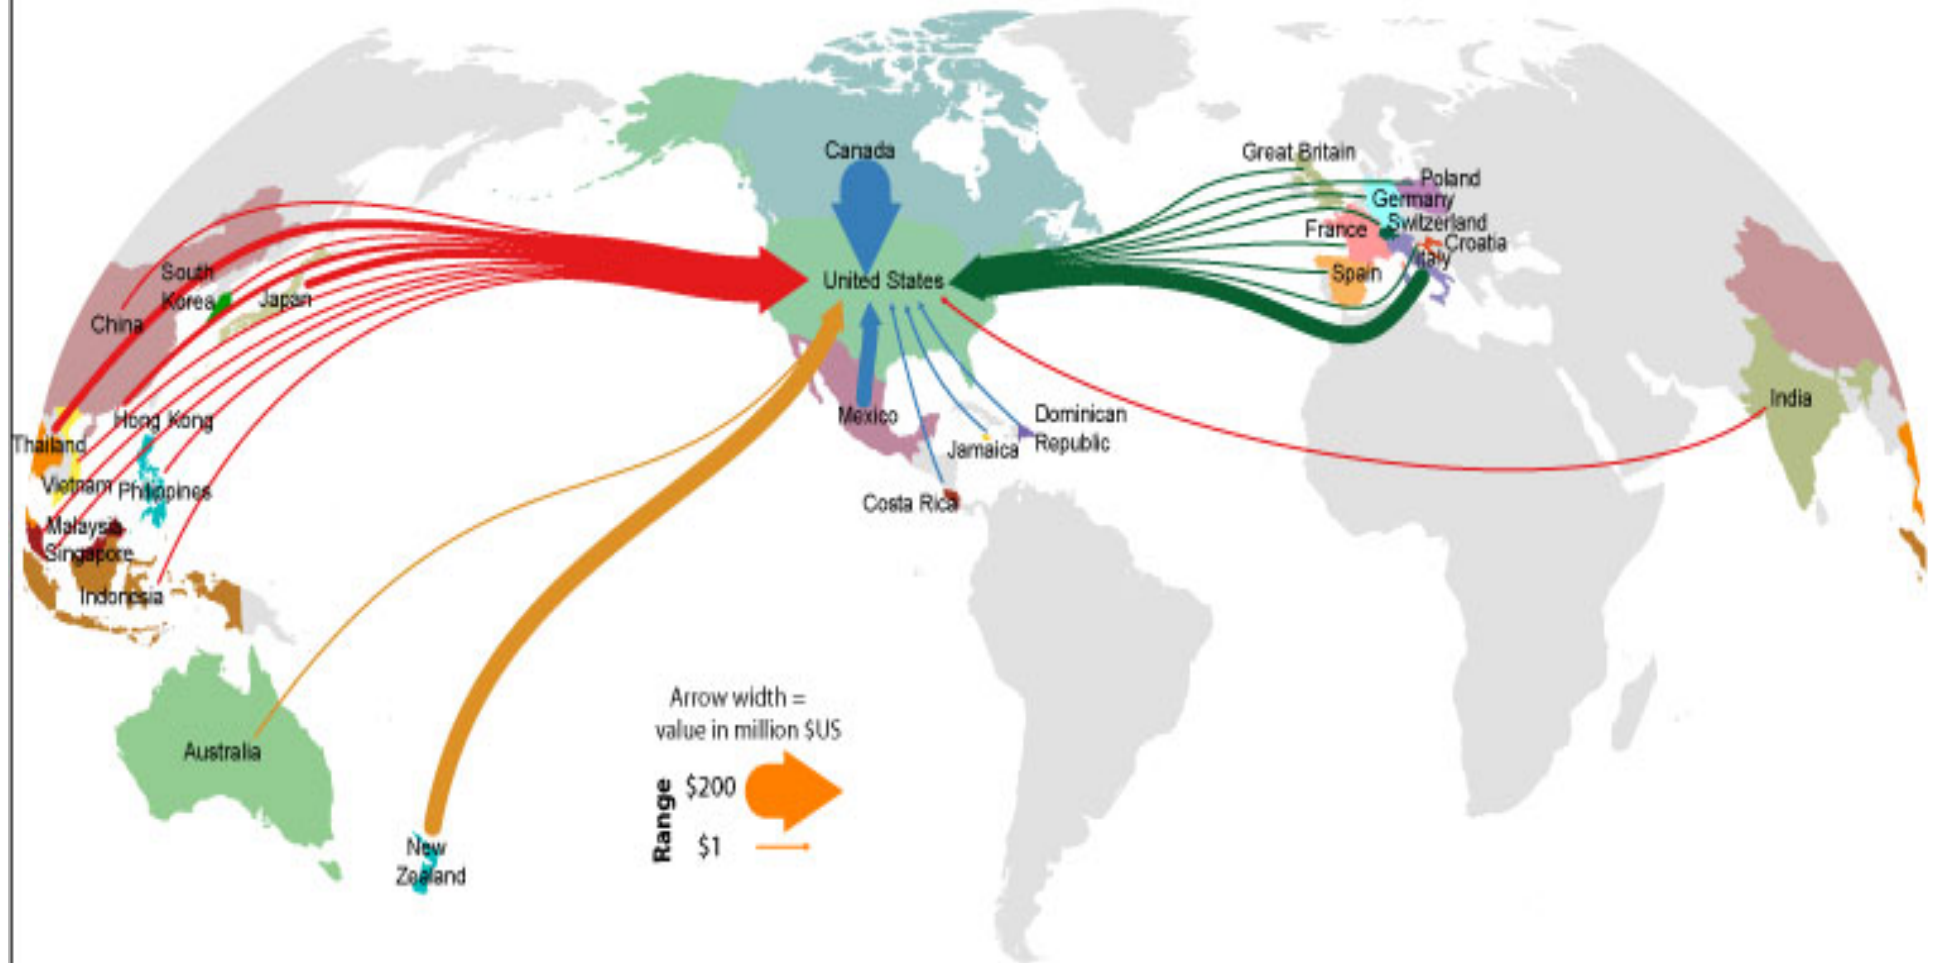 Canada
Great Britain
Poland
Germany
Switzerland
France
Croatia
Italy
Spain
United States
South
Korea
Japan
China
India
Hong Kong
Thailand
Vietnam
Philippines
Malaysia
Singapore
Indonesia
Mexico
Dominican
Republic
Jamaica
Costa Rica
Australia
New
Zealand
Arrow width =
value in million $US
Range
$200
$1